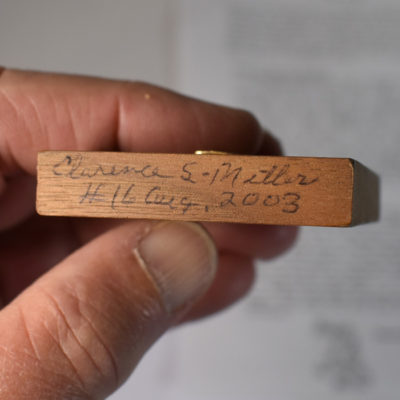 Clarence E. Miller
#16 Aug, 2003